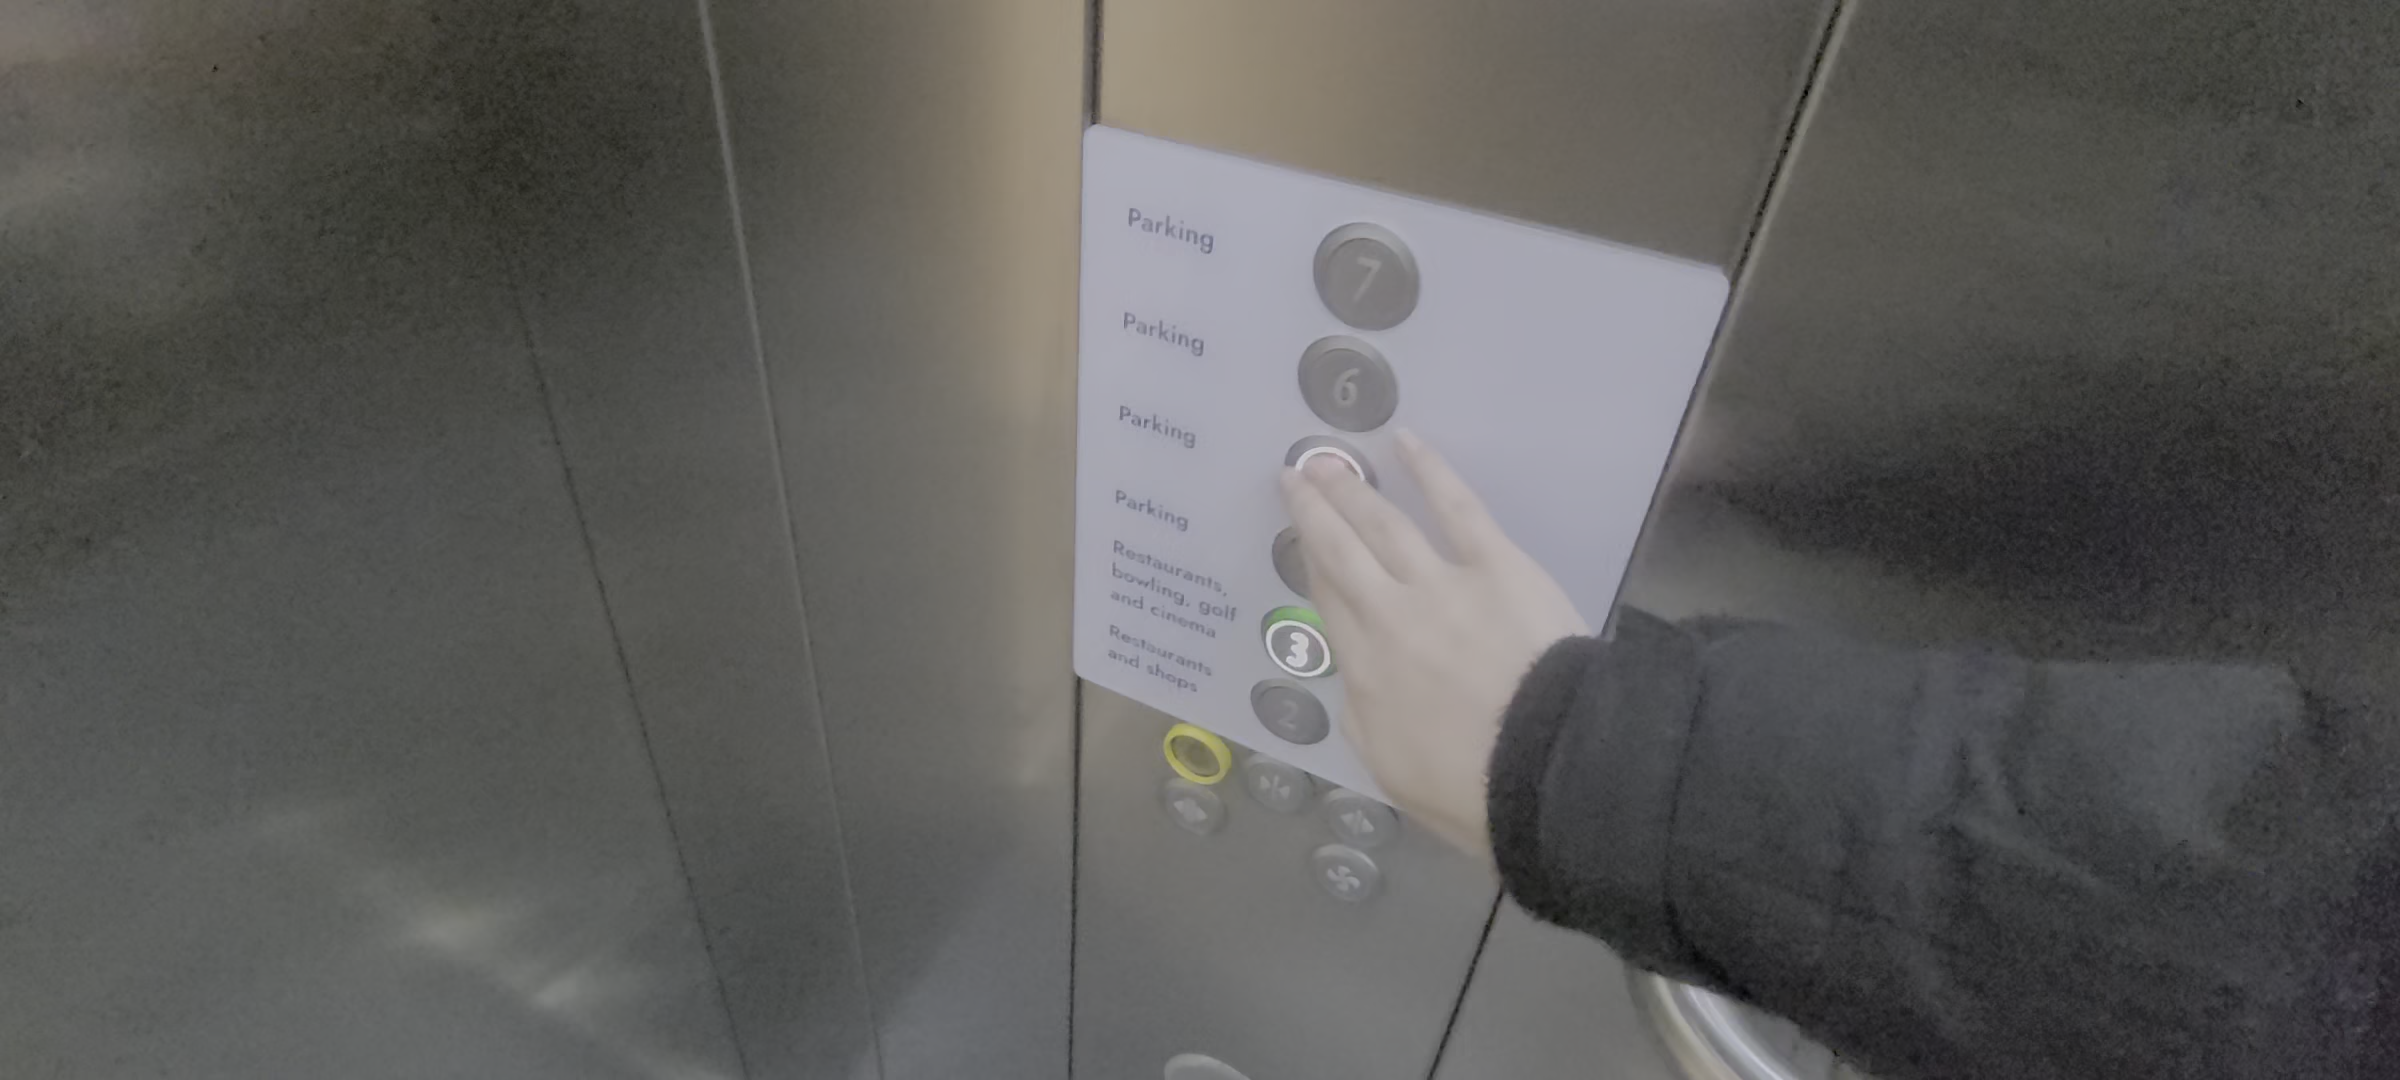 Parking 7
Parking 6
Parking
Parking
Restaurants,
bowling, golf
and cinema
3
Restaurants
and shops
2